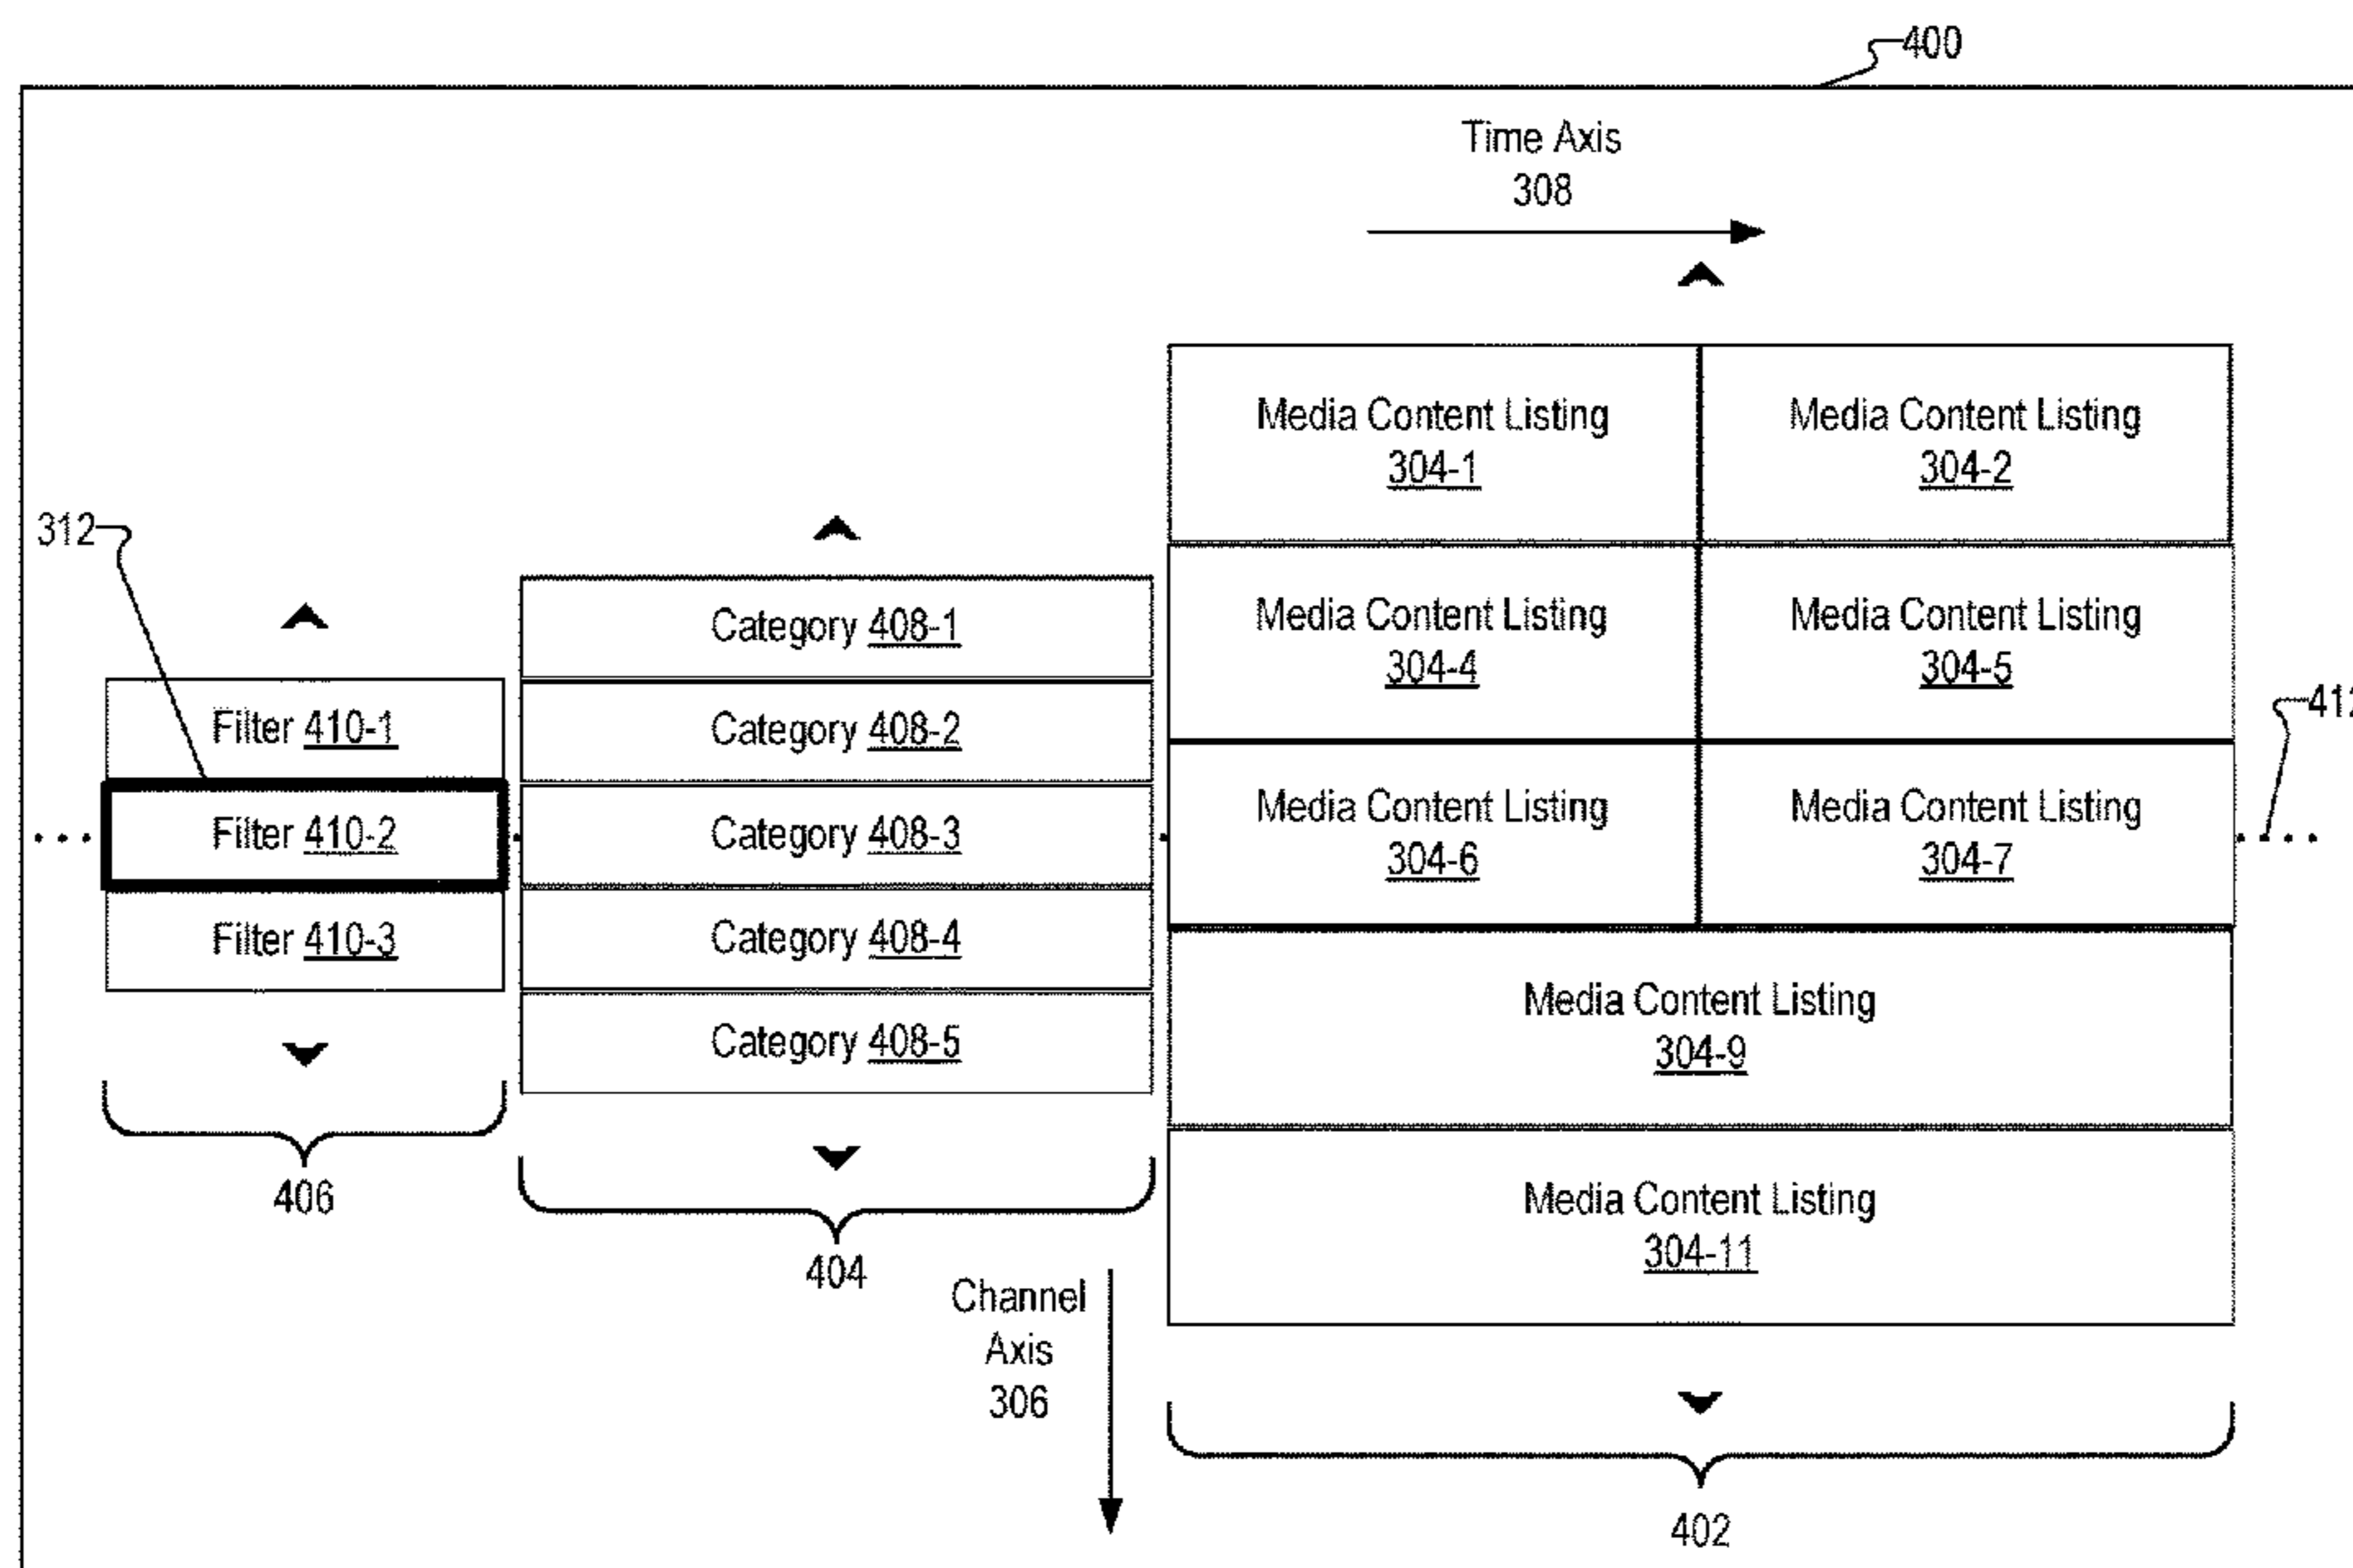 400
Time Axis
308
Media Content Listing
304-1
Media Content Listing
304-2
312
Category 408-1
Media Content Listing
304-4
Media Content Listing
304-5
Filter 410-1
Category 408-2
412
Filter 410-2
Category 408-3
Media Content Listing
304-6
Media Content Listing
304-7
Filter 410-3
Category 408-4
Media Content Listing
304-9
Category 408-5
406
Media Content Listing
304-11
404
Channel
Axis
306
402